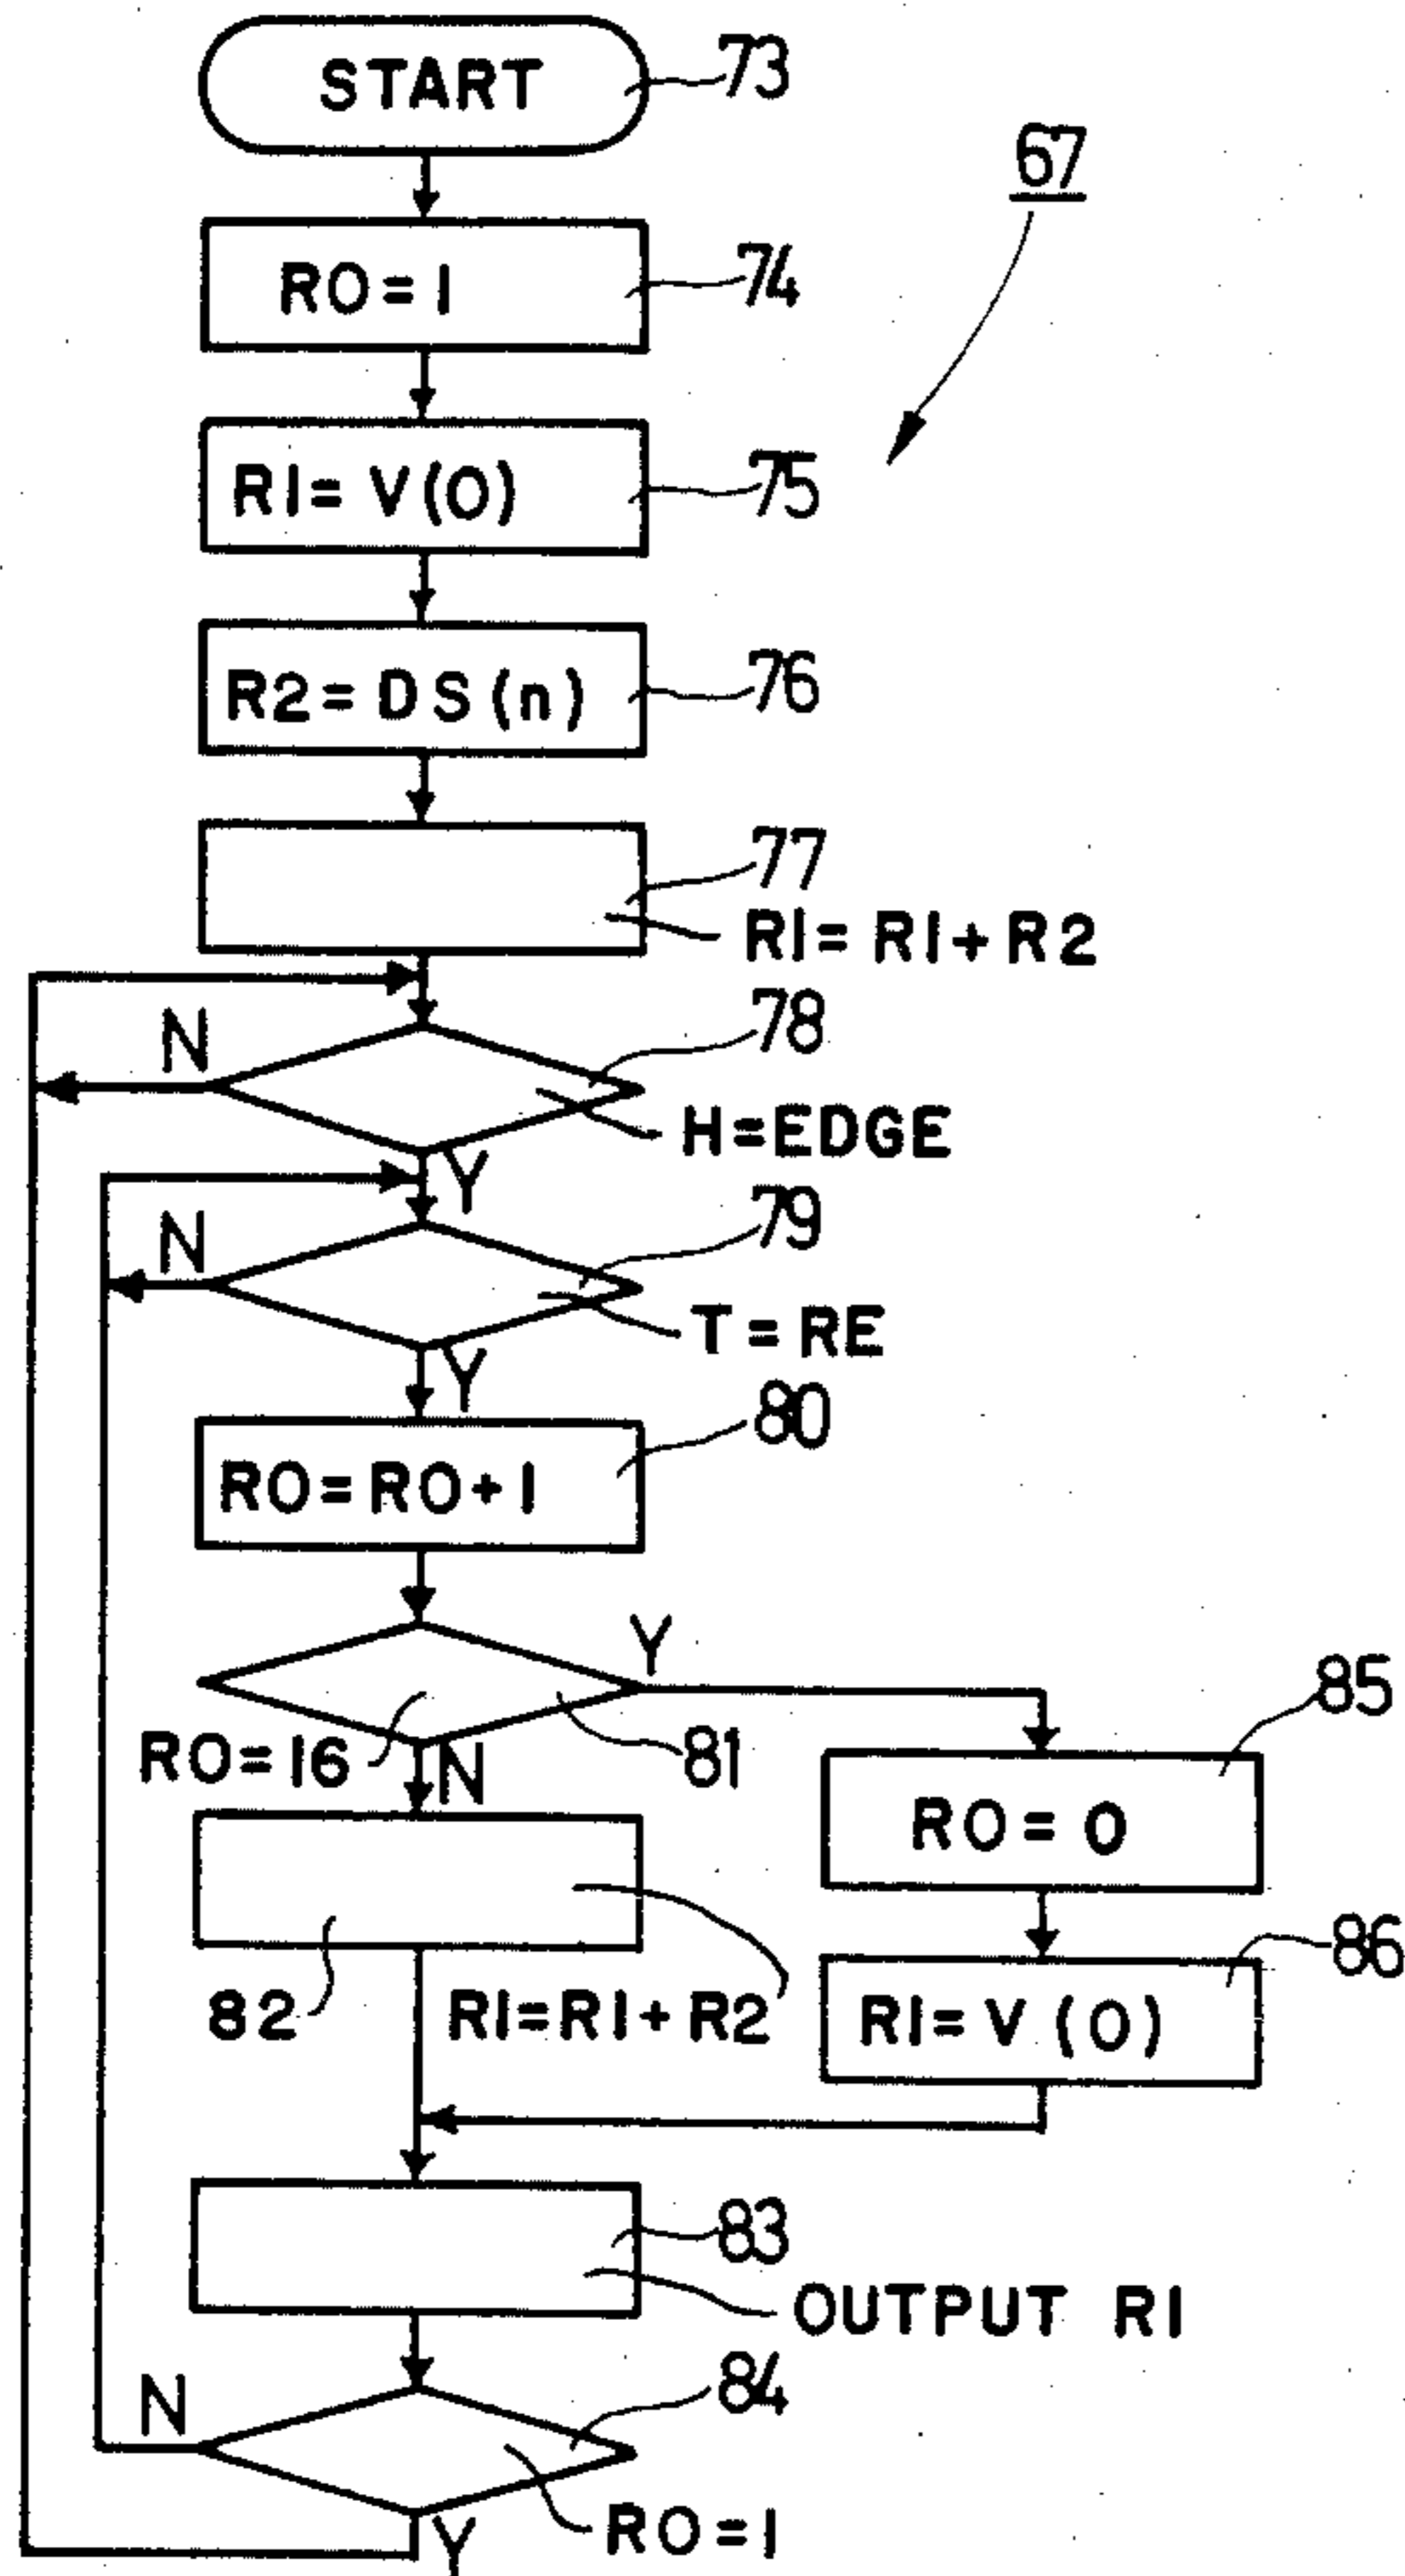 START
73
67
RO = 1
74
R1 = V(O)
75
R2 = DS(n)
76
77
R1 = R1 + R2
N
78
H = EDGE
Y
N
79
T = RE
Y
80
RO = RO + 1
Y
85
RO = 16
81
N
RO = 0
86
82
R1 = R1 + R2
R1 = V (O)
83
OUTPUT R1
N
84
RO = 1
Y